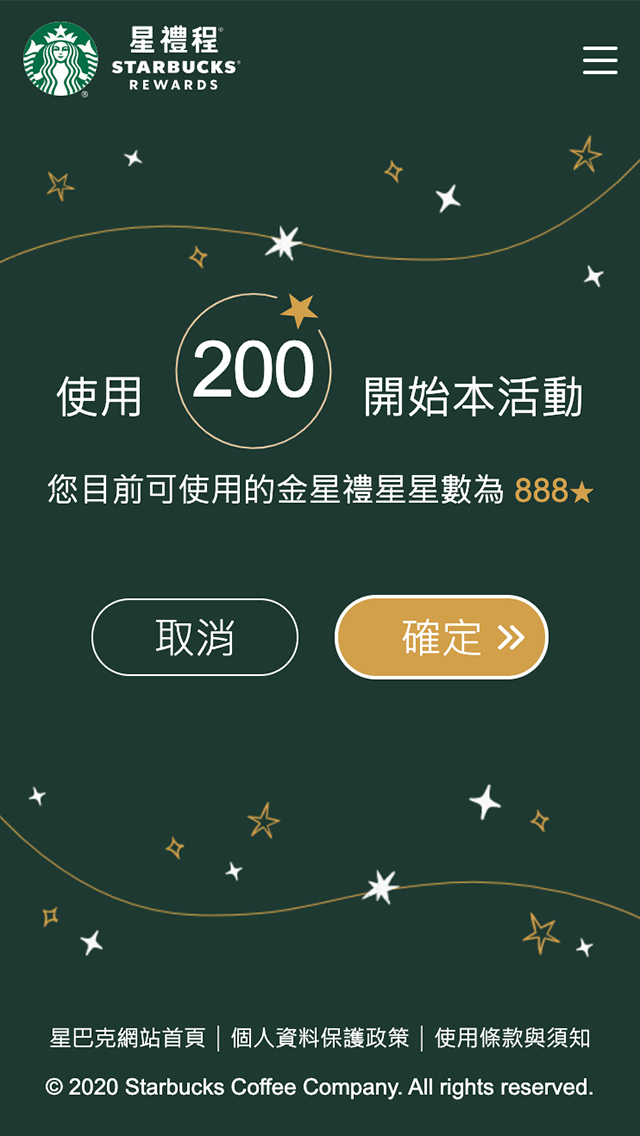 星禮程®
STARBUCKS®
REWARDS
使用 200 開始本活動
您目前可使用的金星禮星星數為 888★
取消
確定 »
星巴克網站首頁｜個人資料保護政策｜使用條款與須知
© 2020 Starbucks Coffee Company. All rights reserved.